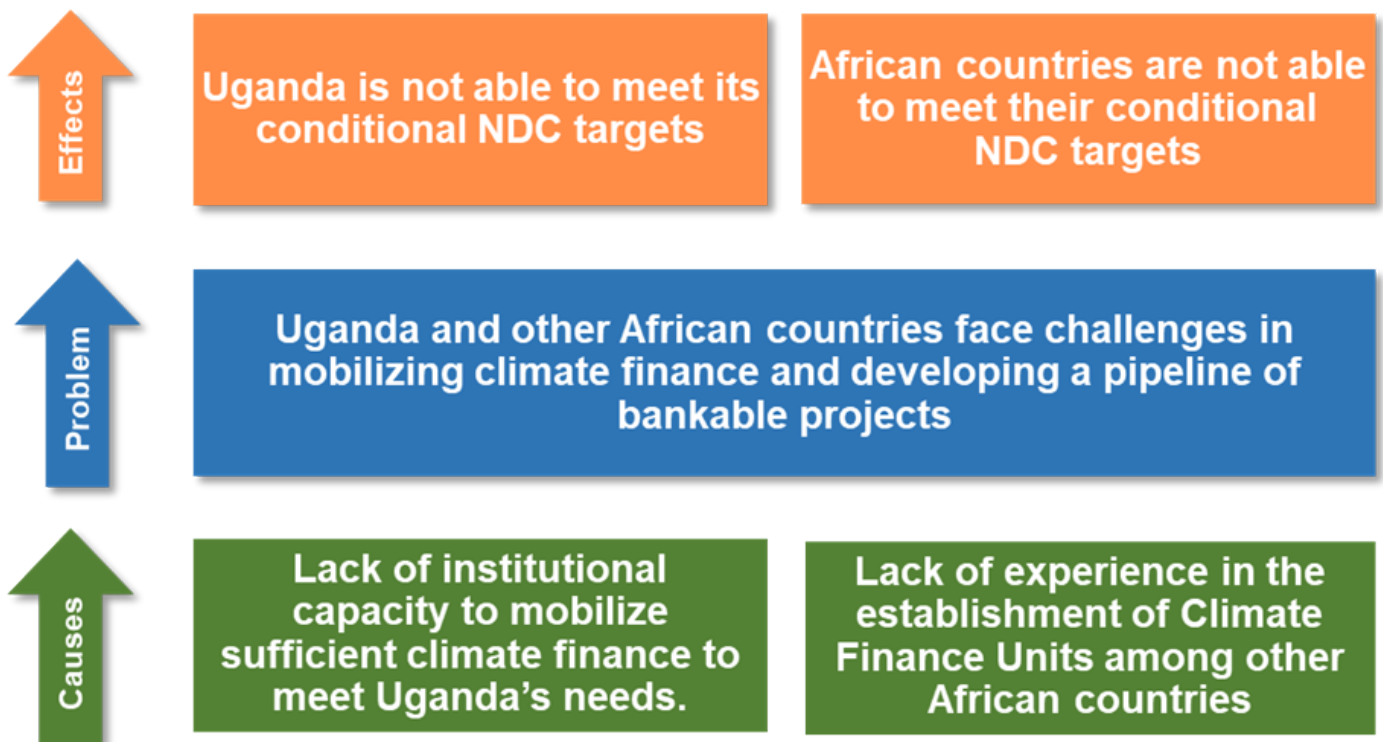 Effects
Uganda is not able to meet its
conditional NDC targets
African countries are not able
to meet their conditional
NDC targets
Problem
Uganda and other African countries face challenges in
mobilizing climate finance and developing a pipeline of
bankable projects
Causes
Lack of institutional
capacity to mobilize
sufficient climate finance to
meet Uganda’s needs.
Lack of experience in the
establishment of Climate
Finance Units among other
African countries